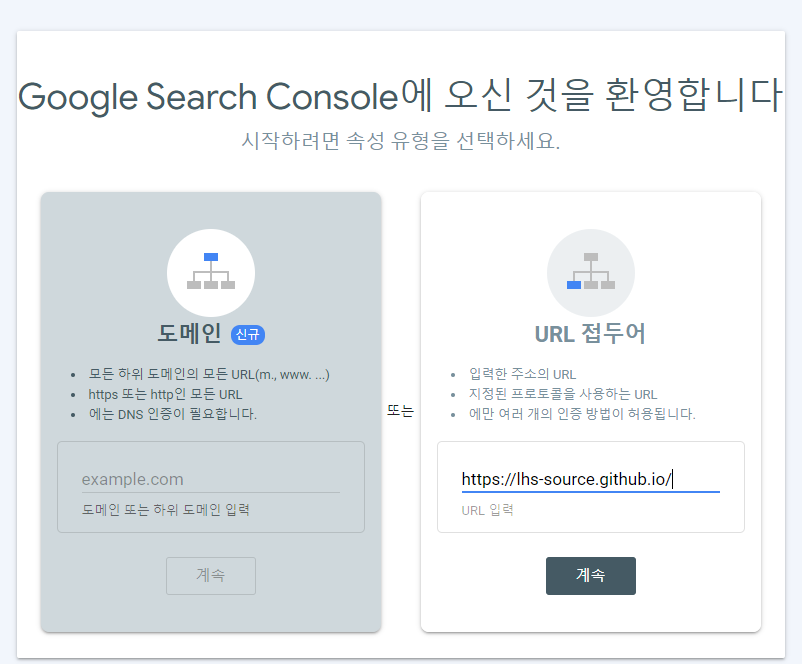 Google Search Console에 오신 것을 환영합니다
시작하려면 속성 유형을 선택하세요.
도메인 신규
• 모든 하위 도메인의 모든 URL(m., www. ...)
• https 또는 http인 모든 URL
• 에는 DNS 인증이 필요합니다.
example.com
도메인 또는 하위 도메인 입력
계속
또는
URL 접두어
• 입력한 주소의 URL
• 지정된 프로토콜을 사용하는 URL
• 에만 여러 개의 인증 방법이 허용됩니다.
https://lhs-source.github.io/
URL 입력
계속